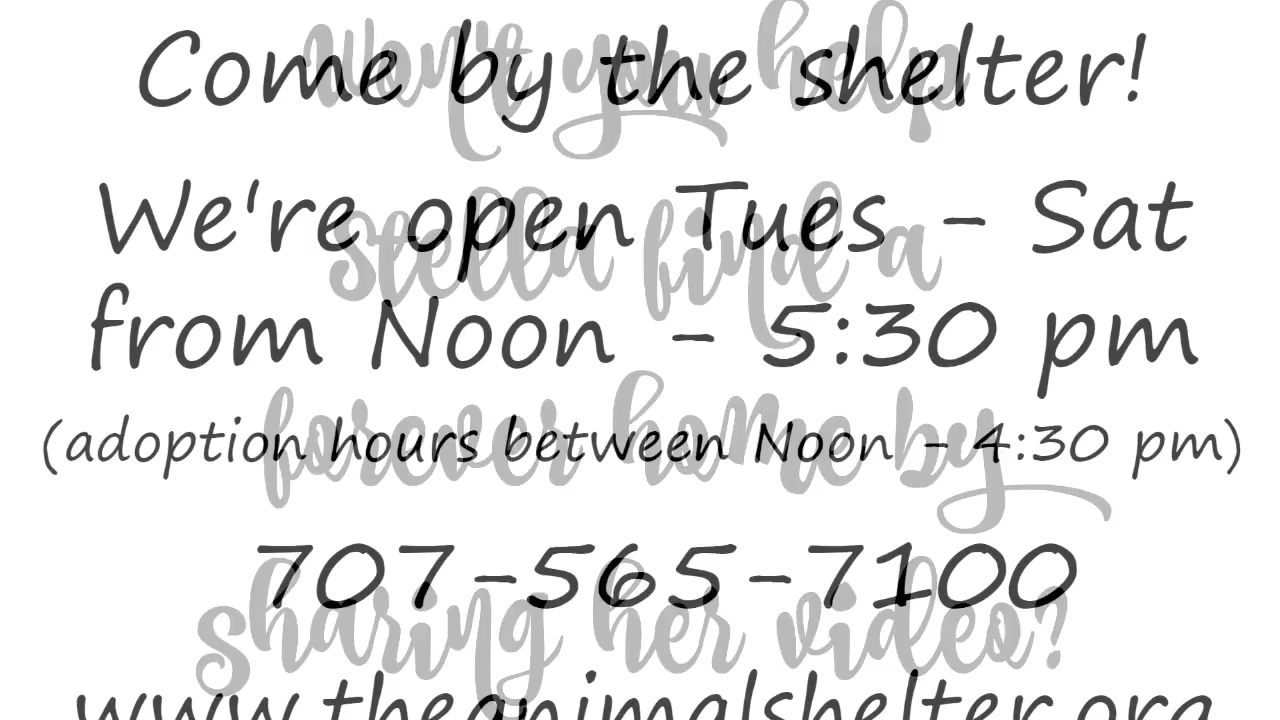 Come by the shelter!
Won't you help
We're open Tues - Sat
Stella find a
from Noon - 5:30 pm
forever home by
(adoption hours between Noon - 4:30 pm)
707-565-7100
sharing her video?
www.theanimalshelter.org